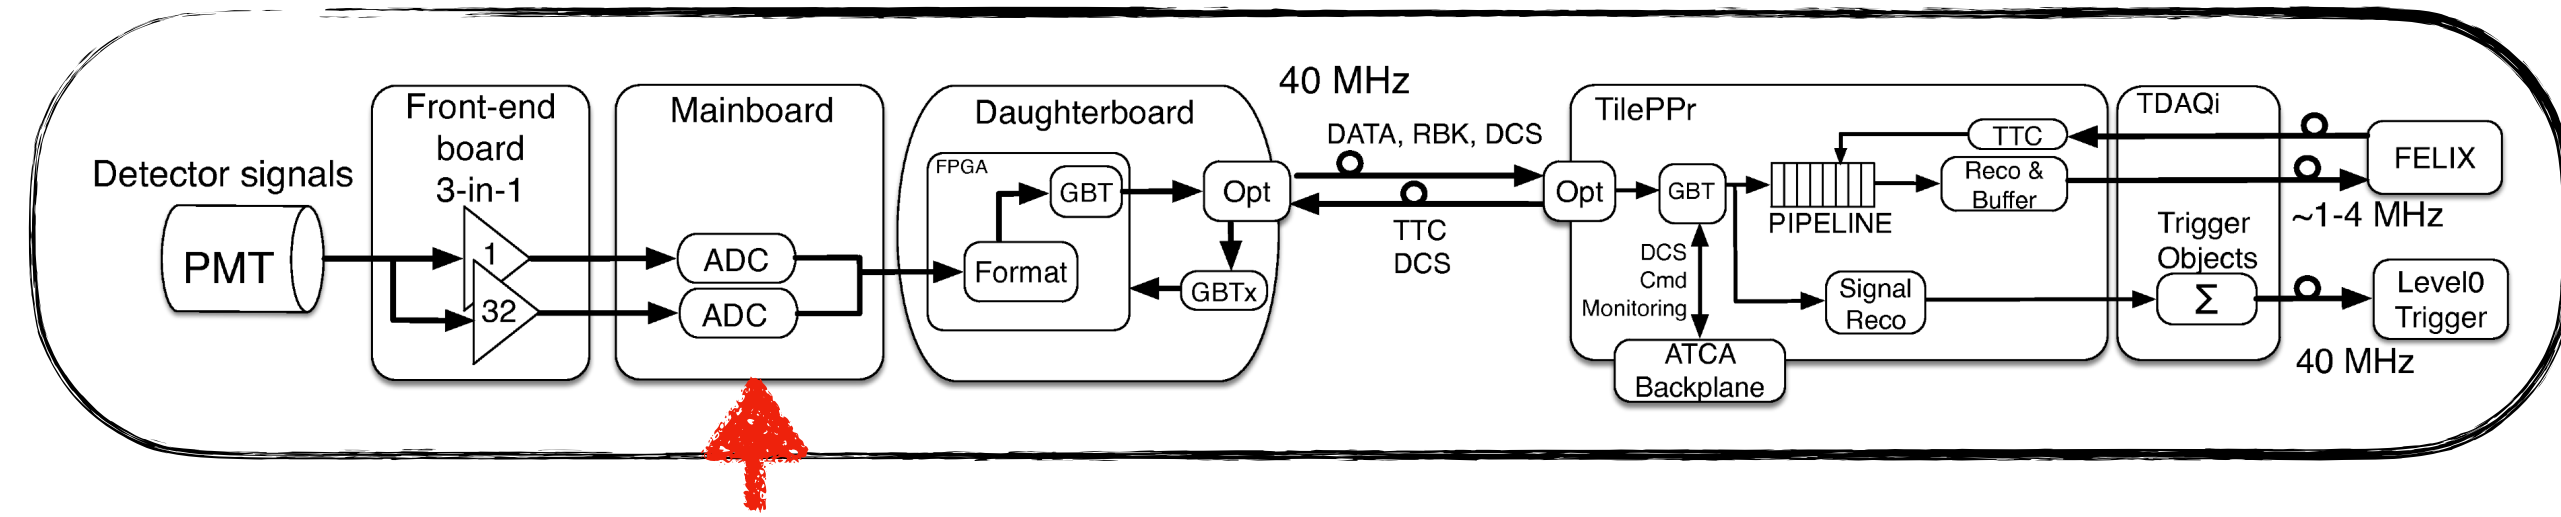 Detector signals
PMT
Front-end
board
3-in-1
1
32
Mainboard
ADC
ADC
Daughterboard
FPGA
GBT
Format
Opt
GBTx
40 MHz
DATA, RBK, DCS
TTC
DCS
TilePPr
Opt
GBT
DCS
Cmd
Monitoring
ATCA
Backplane
PIPELINE
TTC
Reco &
Buffer
Signal
Reco
TDAQi
Trigger
Objects
Σ
FELIX
~1-4 MHz
Level0
Trigger
40 MHz